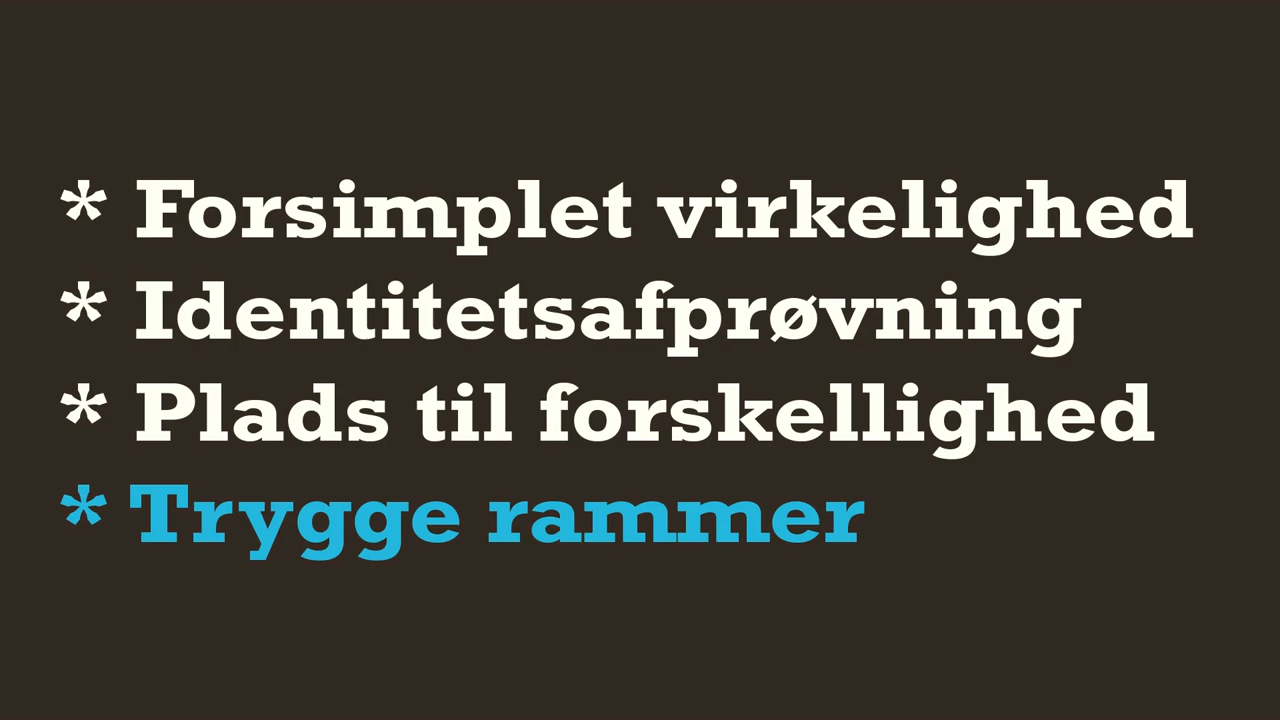 * Forsimplet virkelighed
* Identitetsafprøvning
* Plads til forskellighed
* Trygge rammer